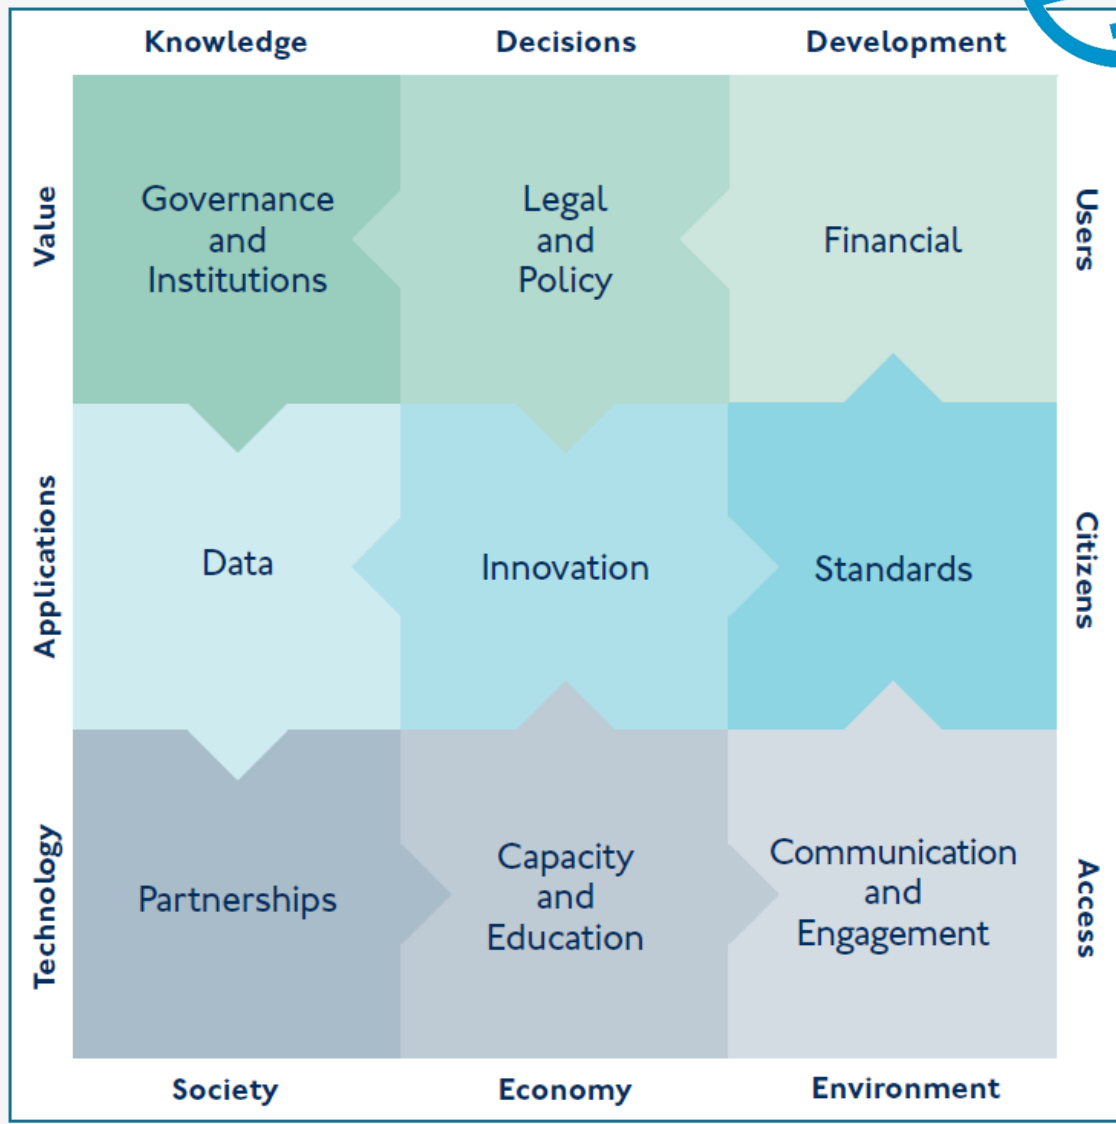 Knowledge
Decisions
Development
Value
Governance
and
Institutions
Legal
and
Policy
Financial
Users
Applications
Data
Innovation
Standards
Citizens
Technology
Partnerships
Capacity
and
Education
Communication
and
Engagement
Access
Society
Economy
Environment